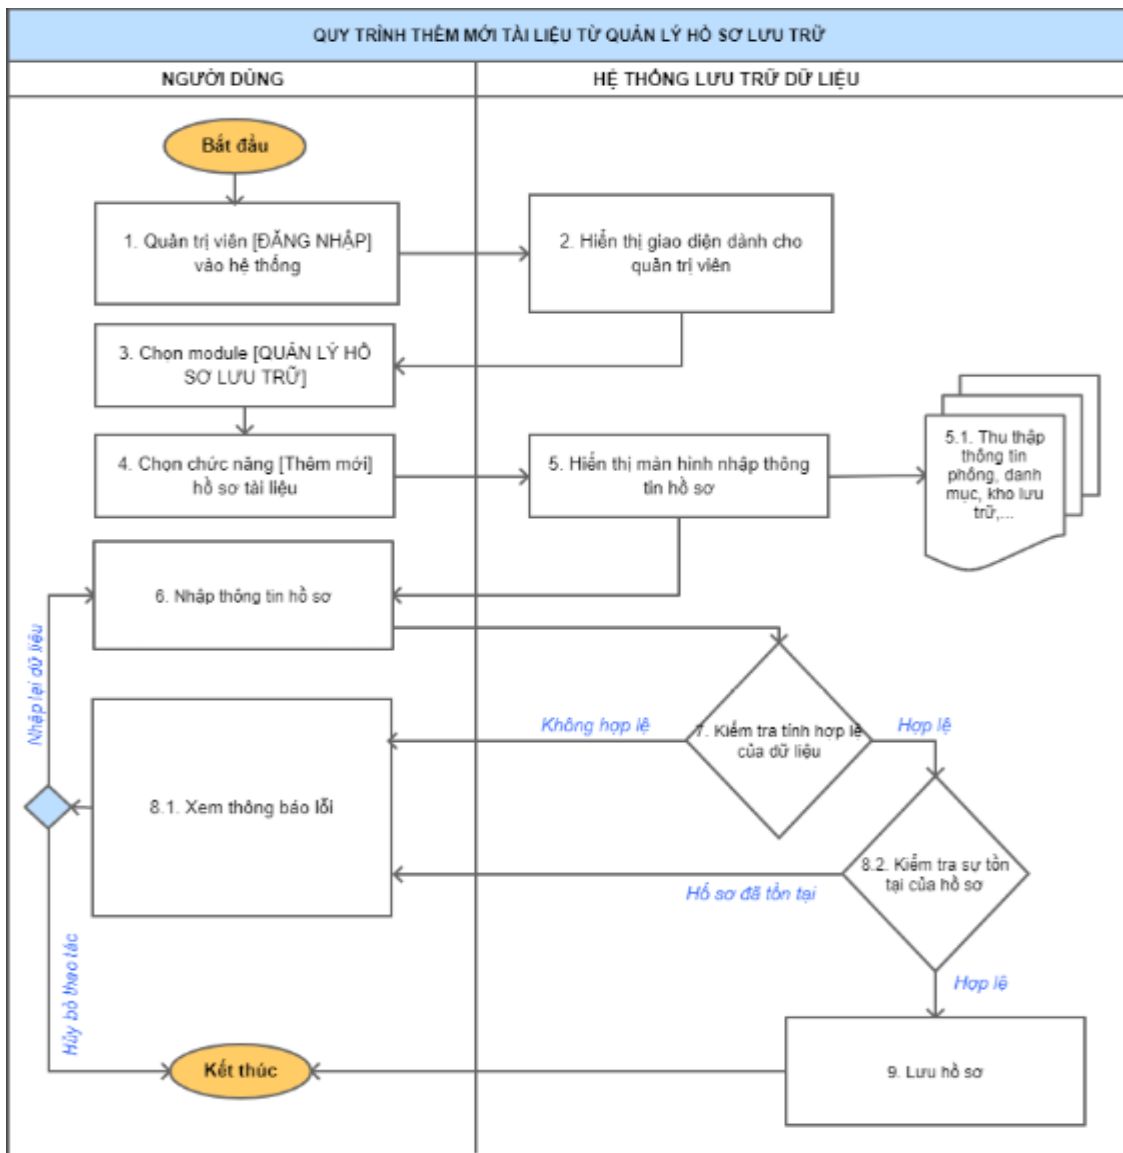 QUY TRÌNH THÊM MỚI TÀI LIỆU TỪ QUẢN LÝ HỒ SƠ LƯU TRỮ
NGƯỜI DÙNG
HỆ THỐNG LƯU TRỮ DỮ LIỆU
Bắt đầu
1. Quản trị viên [ĐĂNG NHẬP]
vào hệ thống
2. Hiển thị giao diện dành cho
quản trị viên
3. Chọn module [QUẢN LÝ HỒ
SƠ LƯU TRỮ]
4. Chọn chức năng [Thêm mới]
hồ sơ tài liệu
5. Hiển thị màn hình nhập thông
tin hồ sơ
5.1. Thu thập
thông tin
phông, danh
mục, kho lưu
trữ,...
6. Nhập thông tin hồ sơ
Nhập lại dữ liệu
Không hợp lệ
7. Kiểm tra tính hợp lệ
của dữ liệu
Hợp lệ
8.1. Xem thông báo lỗi
8.2. Kiểm tra sự tồn
tại của hồ sơ
Hồ sơ đã tồn tại
Hủy bỏ thao tác
Hợp lệ
Kết thúc
9. Lưu hồ sơ